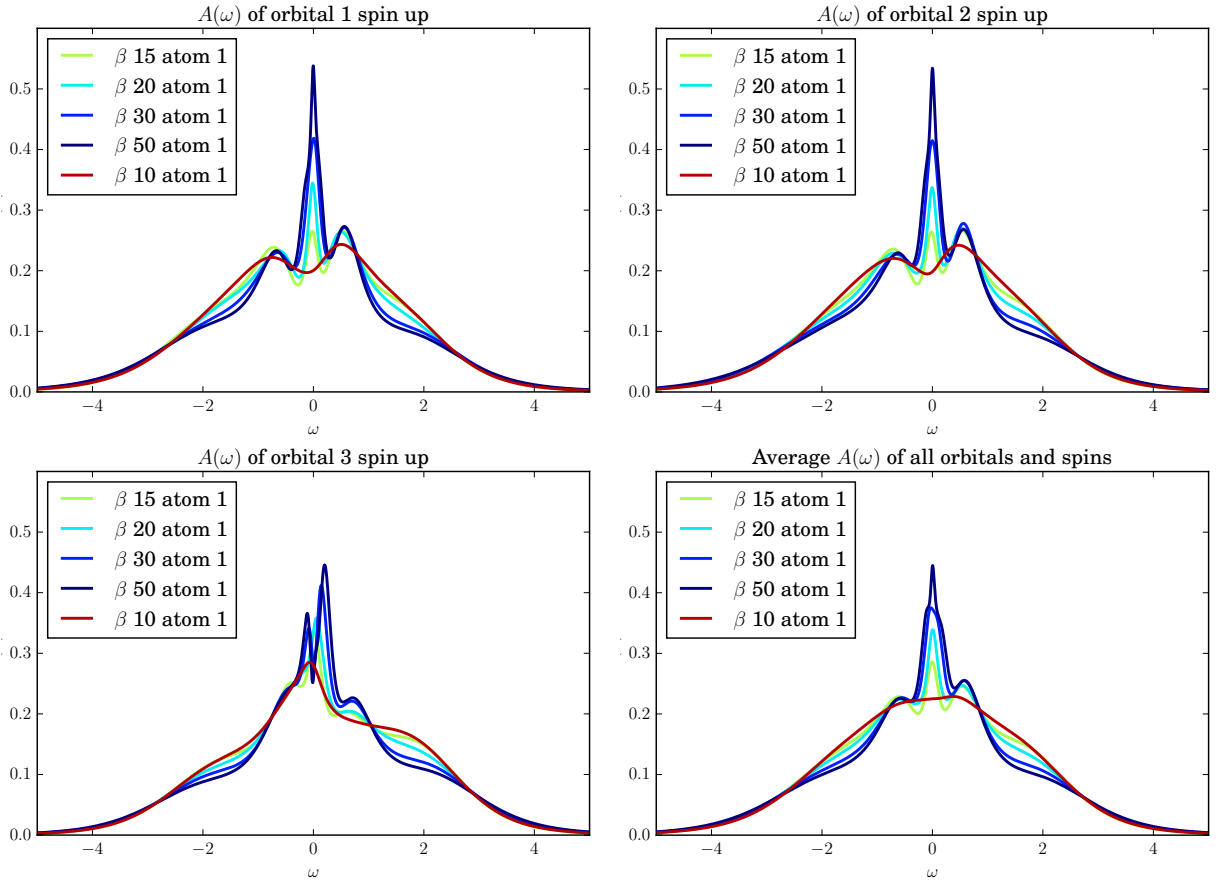 A(ω) of orbital 1 spin up
0.5
0.4
0.3
0.2
0.1
0.0
β 15 atom 1
β 20 atom 1
β 30 atom 1
β 50 atom 1
β 10 atom 1
−4 −2 0 2 4
ω
A(ω) of orbital 2 spin up
0.5
0.4
0.3
0.2
0.1
0.0
β 15 atom 1
β 20 atom 1
β 30 atom 1
β 50 atom 1
β 10 atom 1
−4 −2 0 2 4
ω
A(ω) of orbital 3 spin up
0.5
0.4
0.3
0.2
0.1
0.0
β 15 atom 1
β 20 atom 1
β 30 atom 1
β 50 atom 1
β 10 atom 1
−4 −2 0 2 4
ω
Average A(ω) of all orbitals and spins
0.5
0.4
0.3
0.2
0.1
0.0
β 15 atom 1
β 20 atom 1
β 30 atom 1
β 50 atom 1
β 10 atom 1
−4 −2 0 2 4
ω